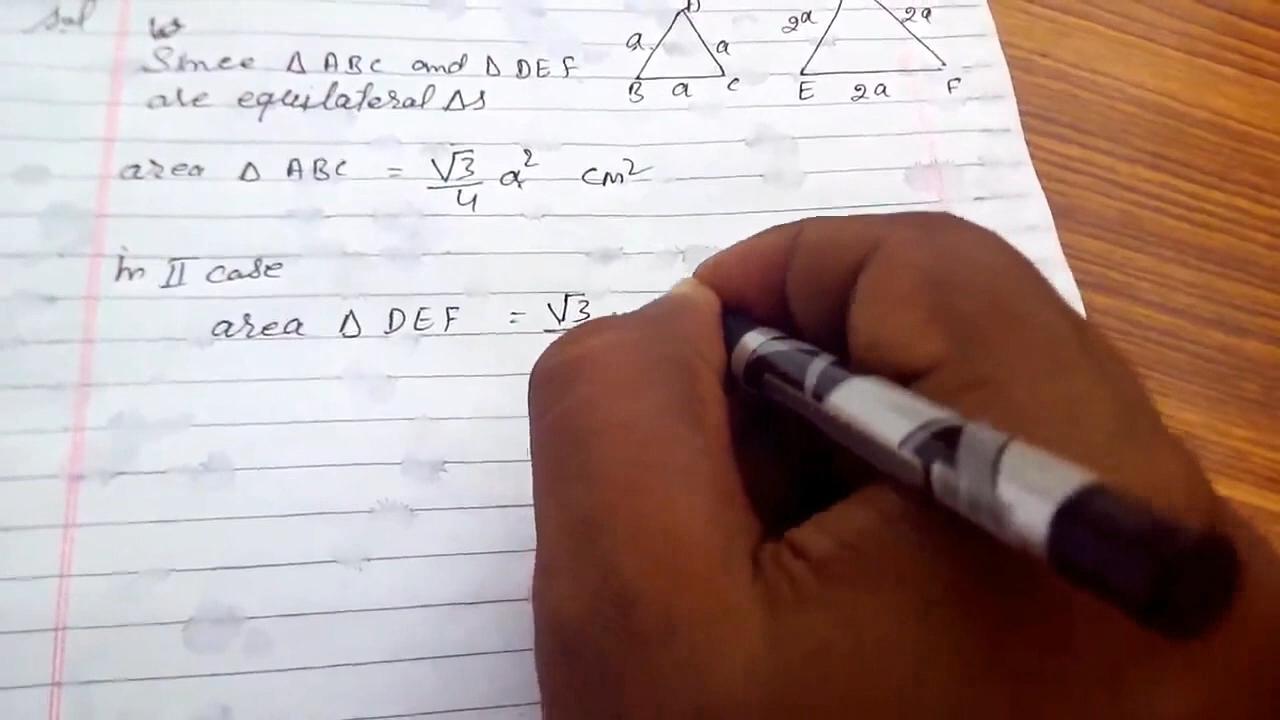 Sol
Since Δ ABC and Δ DEF
are equilateral Δs
a a
B a C
2a 2a
E 2a F
area Δ ABC = √3/4 a² cm²
in II case
area Δ DEF = √3